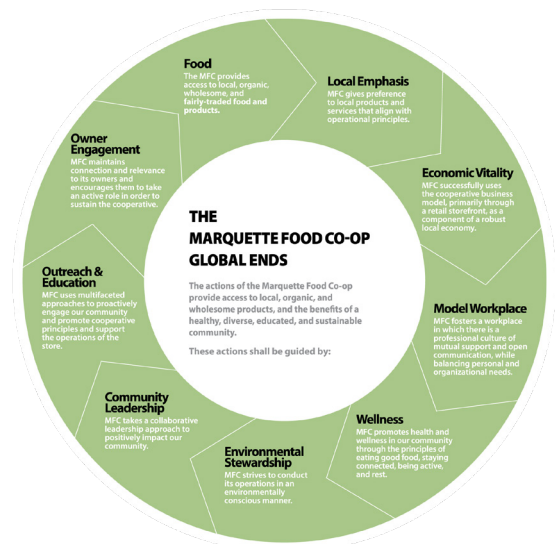 THE
MARQUETTE FOOD CO-OP
GLOBAL ENDS
The actions of the Marquette Food Co-op
provide access to local, organic, and
wholesome products, and the benefits of a
healthy, diverse, educated, and sustainable
community.
These actions shall be guided by:
Food
The MFC provides
access to local, organic,
wholesome, and
fairly-traded food and
products.
Local Emphasis
MFC gives preference
to local products and
services that align with
operational principles.
Economic Vitality
MFC successfully uses
the cooperative business
model, primarily through
a retail storefront, as a
component of a robust
local economy.
Model Workplace
MFC fosters a workplace
in which there is a
professional culture of
mutual support and open
communication, while
balancing personal and
organizational needs.
Wellness
MFC promotes health and
wellness in our community
through the principles of
eating good food, staying
connected, being active,
and rest.
Environmental
Stewardship
MFC strives to conduct
its operations in an
environmentally
conscious manner.
Community
Leadership
MFC takes a collaborative
leadership approach to
positively impact our
community.
Outreach &
Education
MFC uses multifaceted
approaches to proactively
engage our community
and promote cooperative
principles and support
the operations of the
store.
Owner
Engagement
MFC maintains
connection and relevance
to its owners and
encourages them to take
an active role in order to
sustain the cooperative.